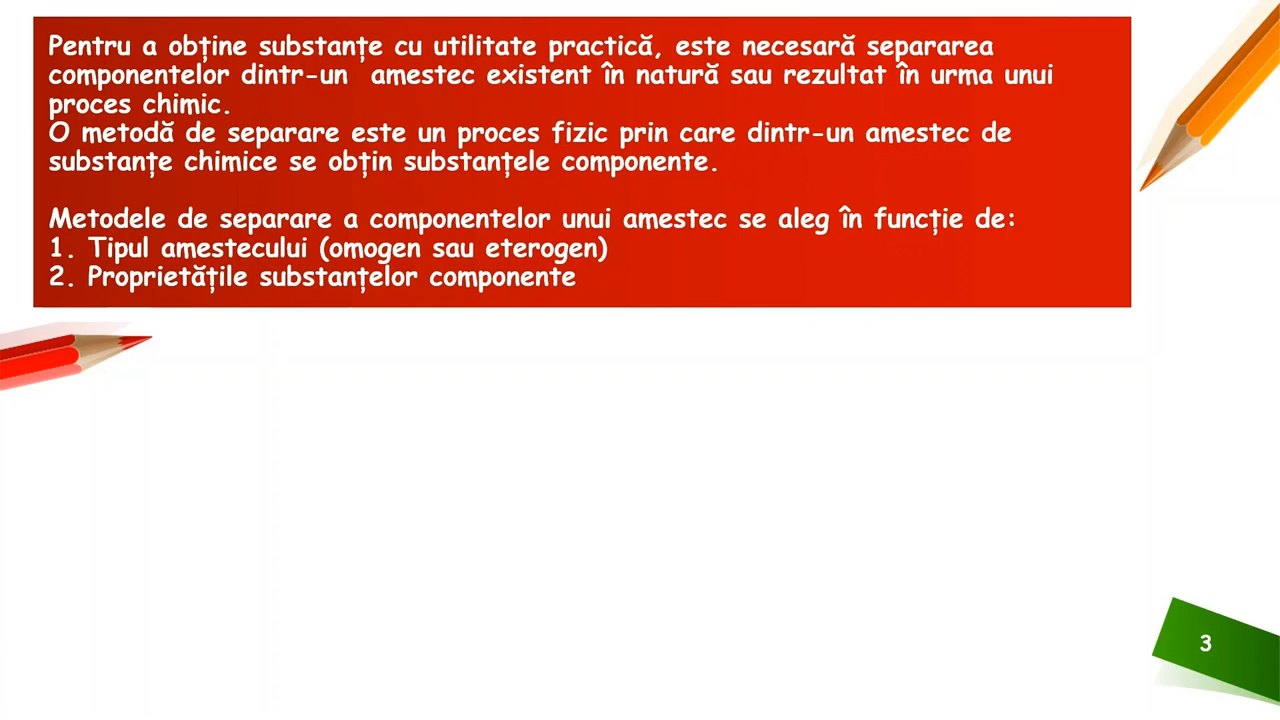 Pentru a obține substanțe cu utilitate practică, este necesară separarea
componentelor dintr-un amestec existent în natură sau rezultat în urma unui
proces chimic.
O metodă de separare este un proces fizic prin care dintr-un amestec de
substanțe chimice se obțin substanțele componente.
Metodele de separare a componentelor unui amestec se aleg în funcție de:
1. Tipul amestecului (omogen sau eterogen)
2. Proprietățile substanțelor componente
3